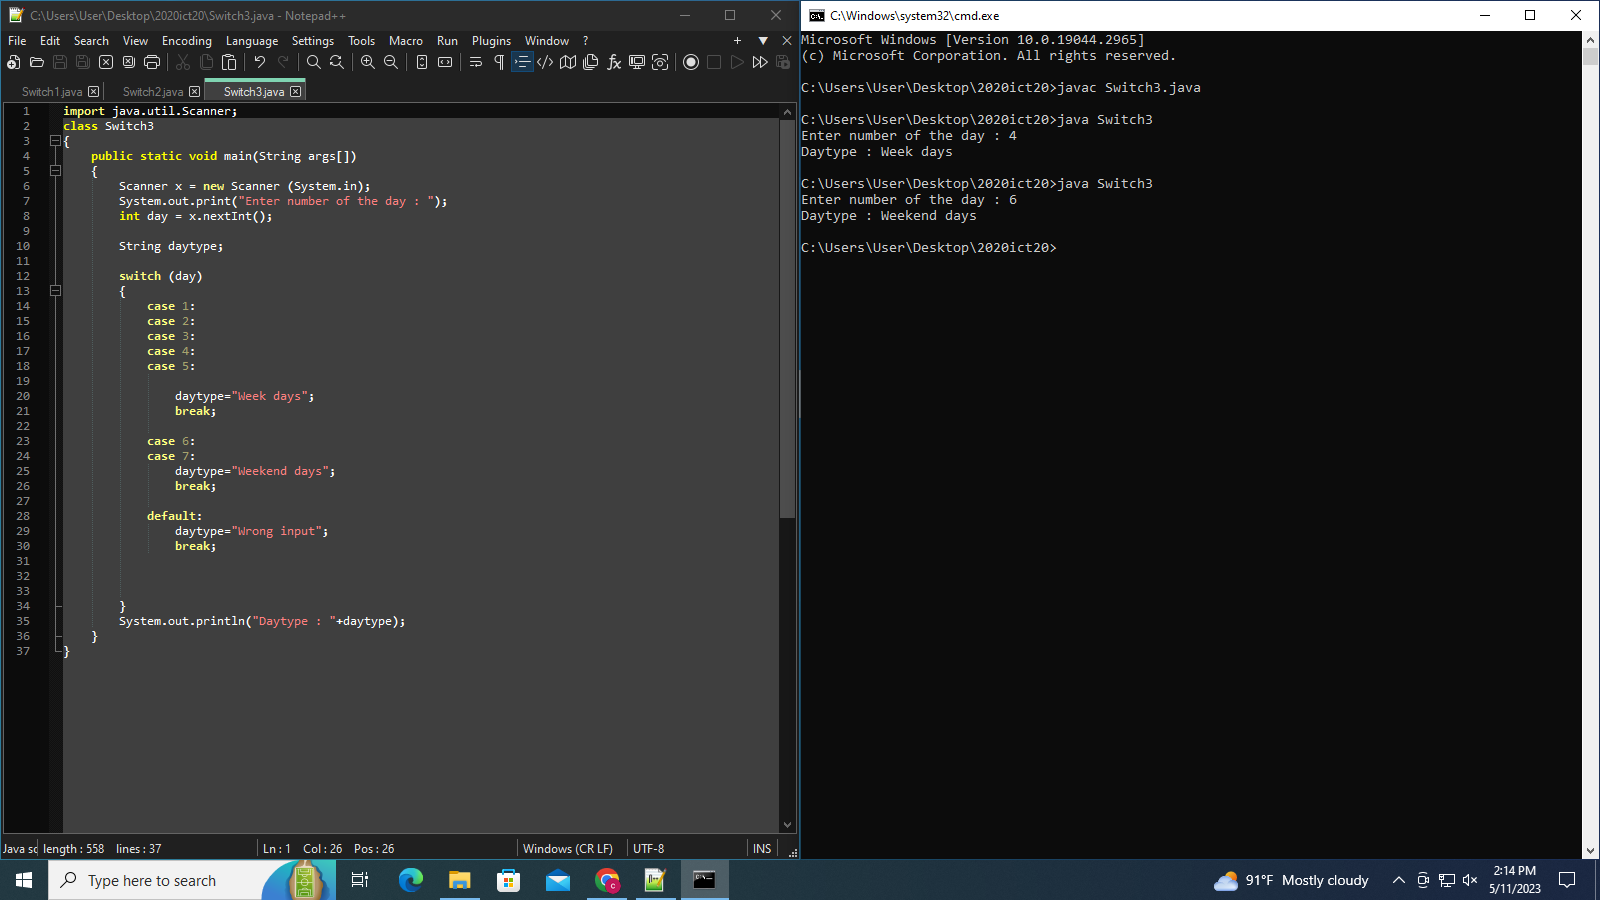 C:\Users\User\Desktop\2020ict20\Switch3.java - Notepad++
File Edit Search View Encoding Language Settings Tools Macro Run Plugins Window ?
Switch1.java Switch2.java Switch3.java
1 import java.util.Scanner;
2 class Switch3
3 {
4 public static void main(String args[])
5 {
6 Scanner x = new Scanner (System.in);
7 System.out.print("Enter number of the day : ");
8 int day = x.nextInt();
9
10 String daytype;
11
12 switch (day)
13 {
14 case 1:
15 case 2:
16 case 3:
17 case 4:
18 case 5:
19
20 daytype="Week days";
21 break;
22
23 case 6:
24 case 7:
25 daytype="Weekend days";
26 break;
27
28 default:
29 daytype="Wrong input";
30 break;
31
32
33
34 }
35 System.out.println("Daytype : "+daytype);
36 }
37 }
Java so length : 558 lines : 37 Ln : 1 Col : 26 Pos : 26 Windows (CR LF) UTF-8 INS
C:\Windows\system32\cmd.exe
Microsoft Windows [Version 10.0.19044.2965]
(c) Microsoft Corporation. All rights reserved.
C:\Users\User\Desktop\2020ict20>javac Switch3.java
C:\Users\User\Desktop\2020ict20>java Switch3
Enter number of the day : 4
Daytype : Week days
C:\Users\User\Desktop\2020ict20>java Switch3
Enter number of the day : 6
Daytype : Weekend days
C:\Users\User\Desktop\2020ict20>
Type here to search
91°F Mostly cloudy
2:14 PM
5/11/2023